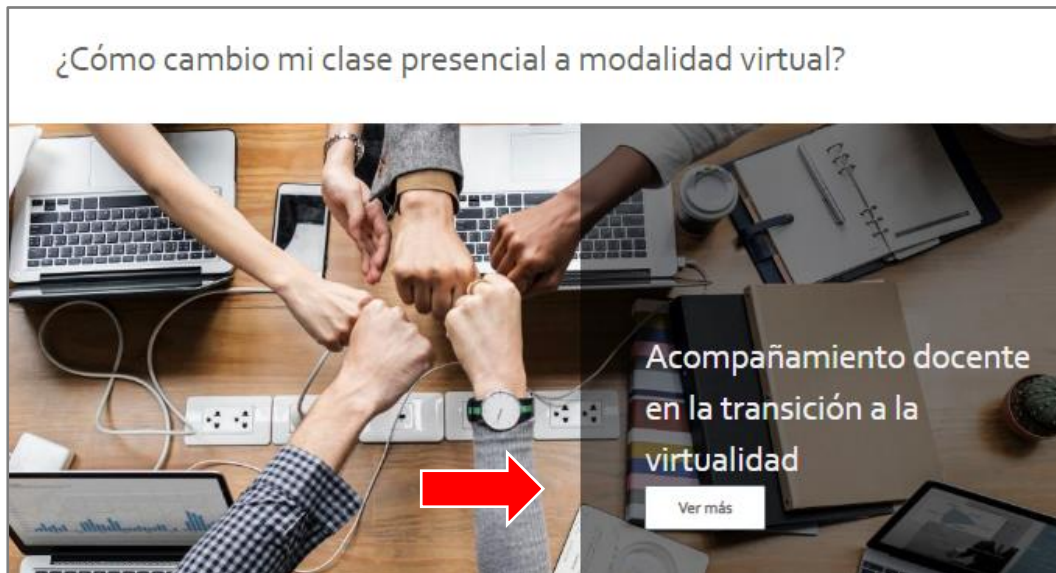 ¿Cómo cambio mi clase presencial a modalidad virtual?
Acompañamiento docente
en la transición a la
virtualidad
Ver más